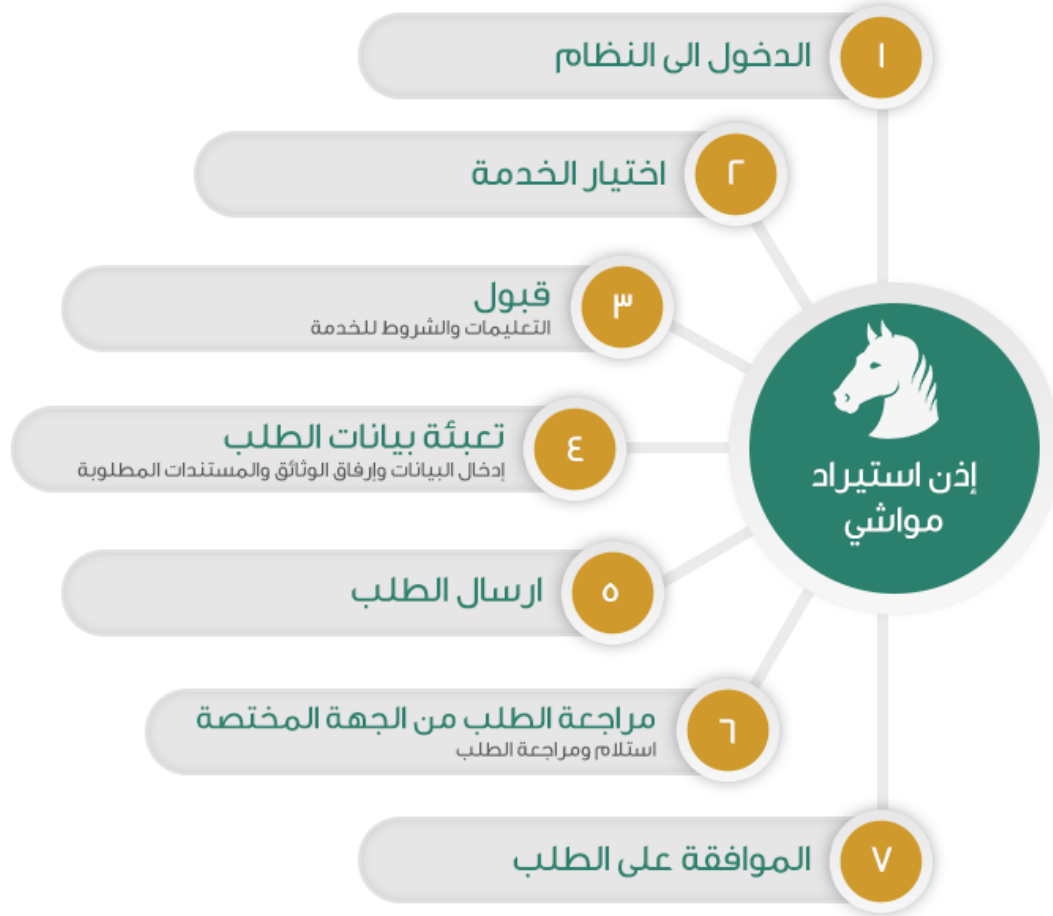 ١
الدخول الى النظام
٢
اختيار الخدمة
٣
قبول
التعليمات والشروط للخدمة
٤
تعبئة بيانات الطلب
إدخال البيانات وإرفاق الوثائق والمستندات المطلوبة
٥
ارسال الطلب
٦
مراجعة الطلب من الجهة المختصة
استلام ومراجعة الطلب
٧
الموافقة على الطلب
إذن استيراد
مواشي